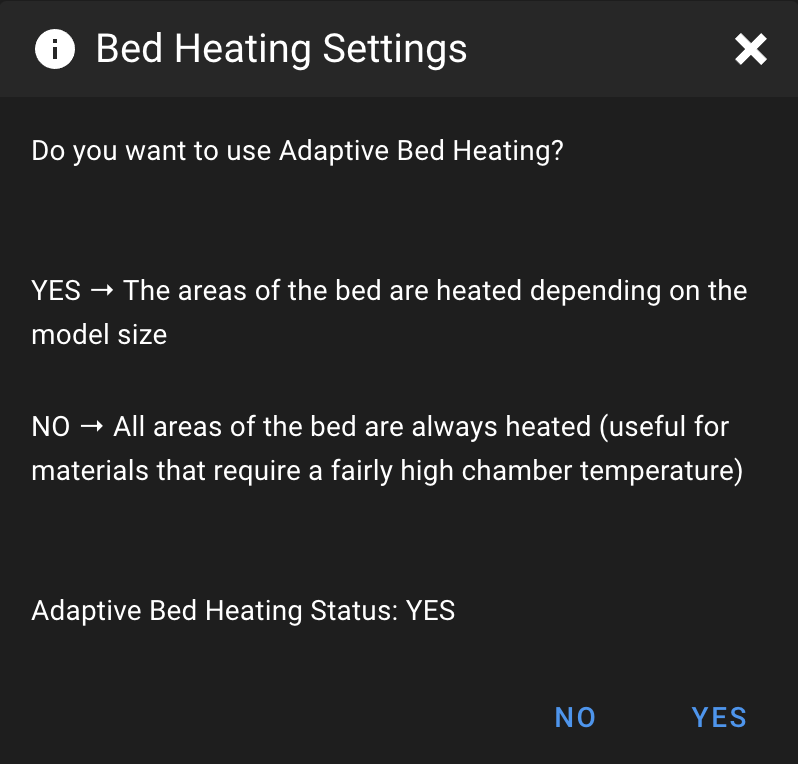 Bed Heating Settings
Do you want to use Adaptive Bed Heating?
YES → The areas of the bed are heated depending on the
model size
NO → All areas of the bed are always heated (useful for
materials that require a fairly high chamber temperature)
Adaptive Bed Heating Status: YES
NO YES